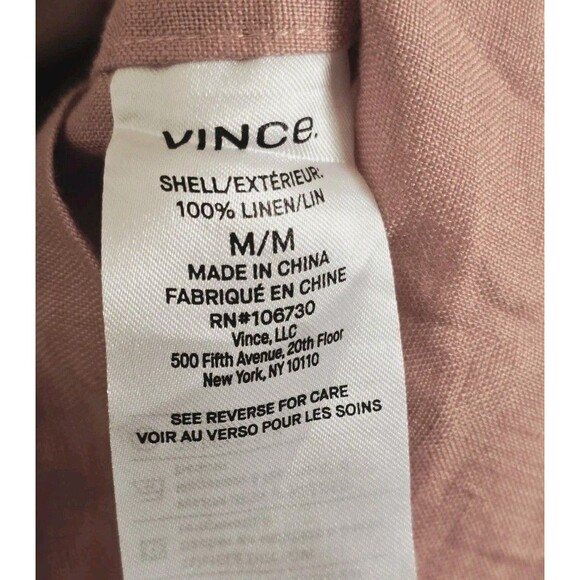 VINCE.
SHELL/EXTÉRIEUR:
100% LINEN/LIN
M/M
MADE IN CHINA
FABRIQUÉ EN CHINE
RN#106730
Vince, LLC
500 Fifth Avenue, 20th Floor
New York, NY 10110
SEE REVERSE FOR CARE
VOIR AU VERSO POUR LES SOINS